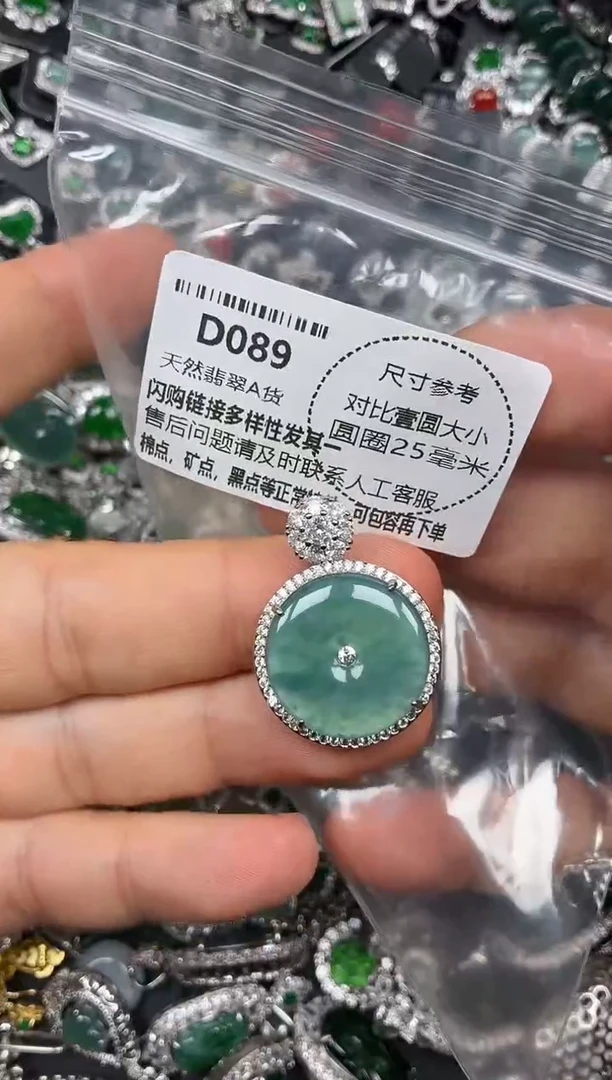 D089
天然翡翠A货
闪购链接多样性发其一
售后问题请及时联系人工客服
棉点，矿点，黑点等正常 可包容再下单
尺寸参考
对比壹圆大小
圆圈25毫米